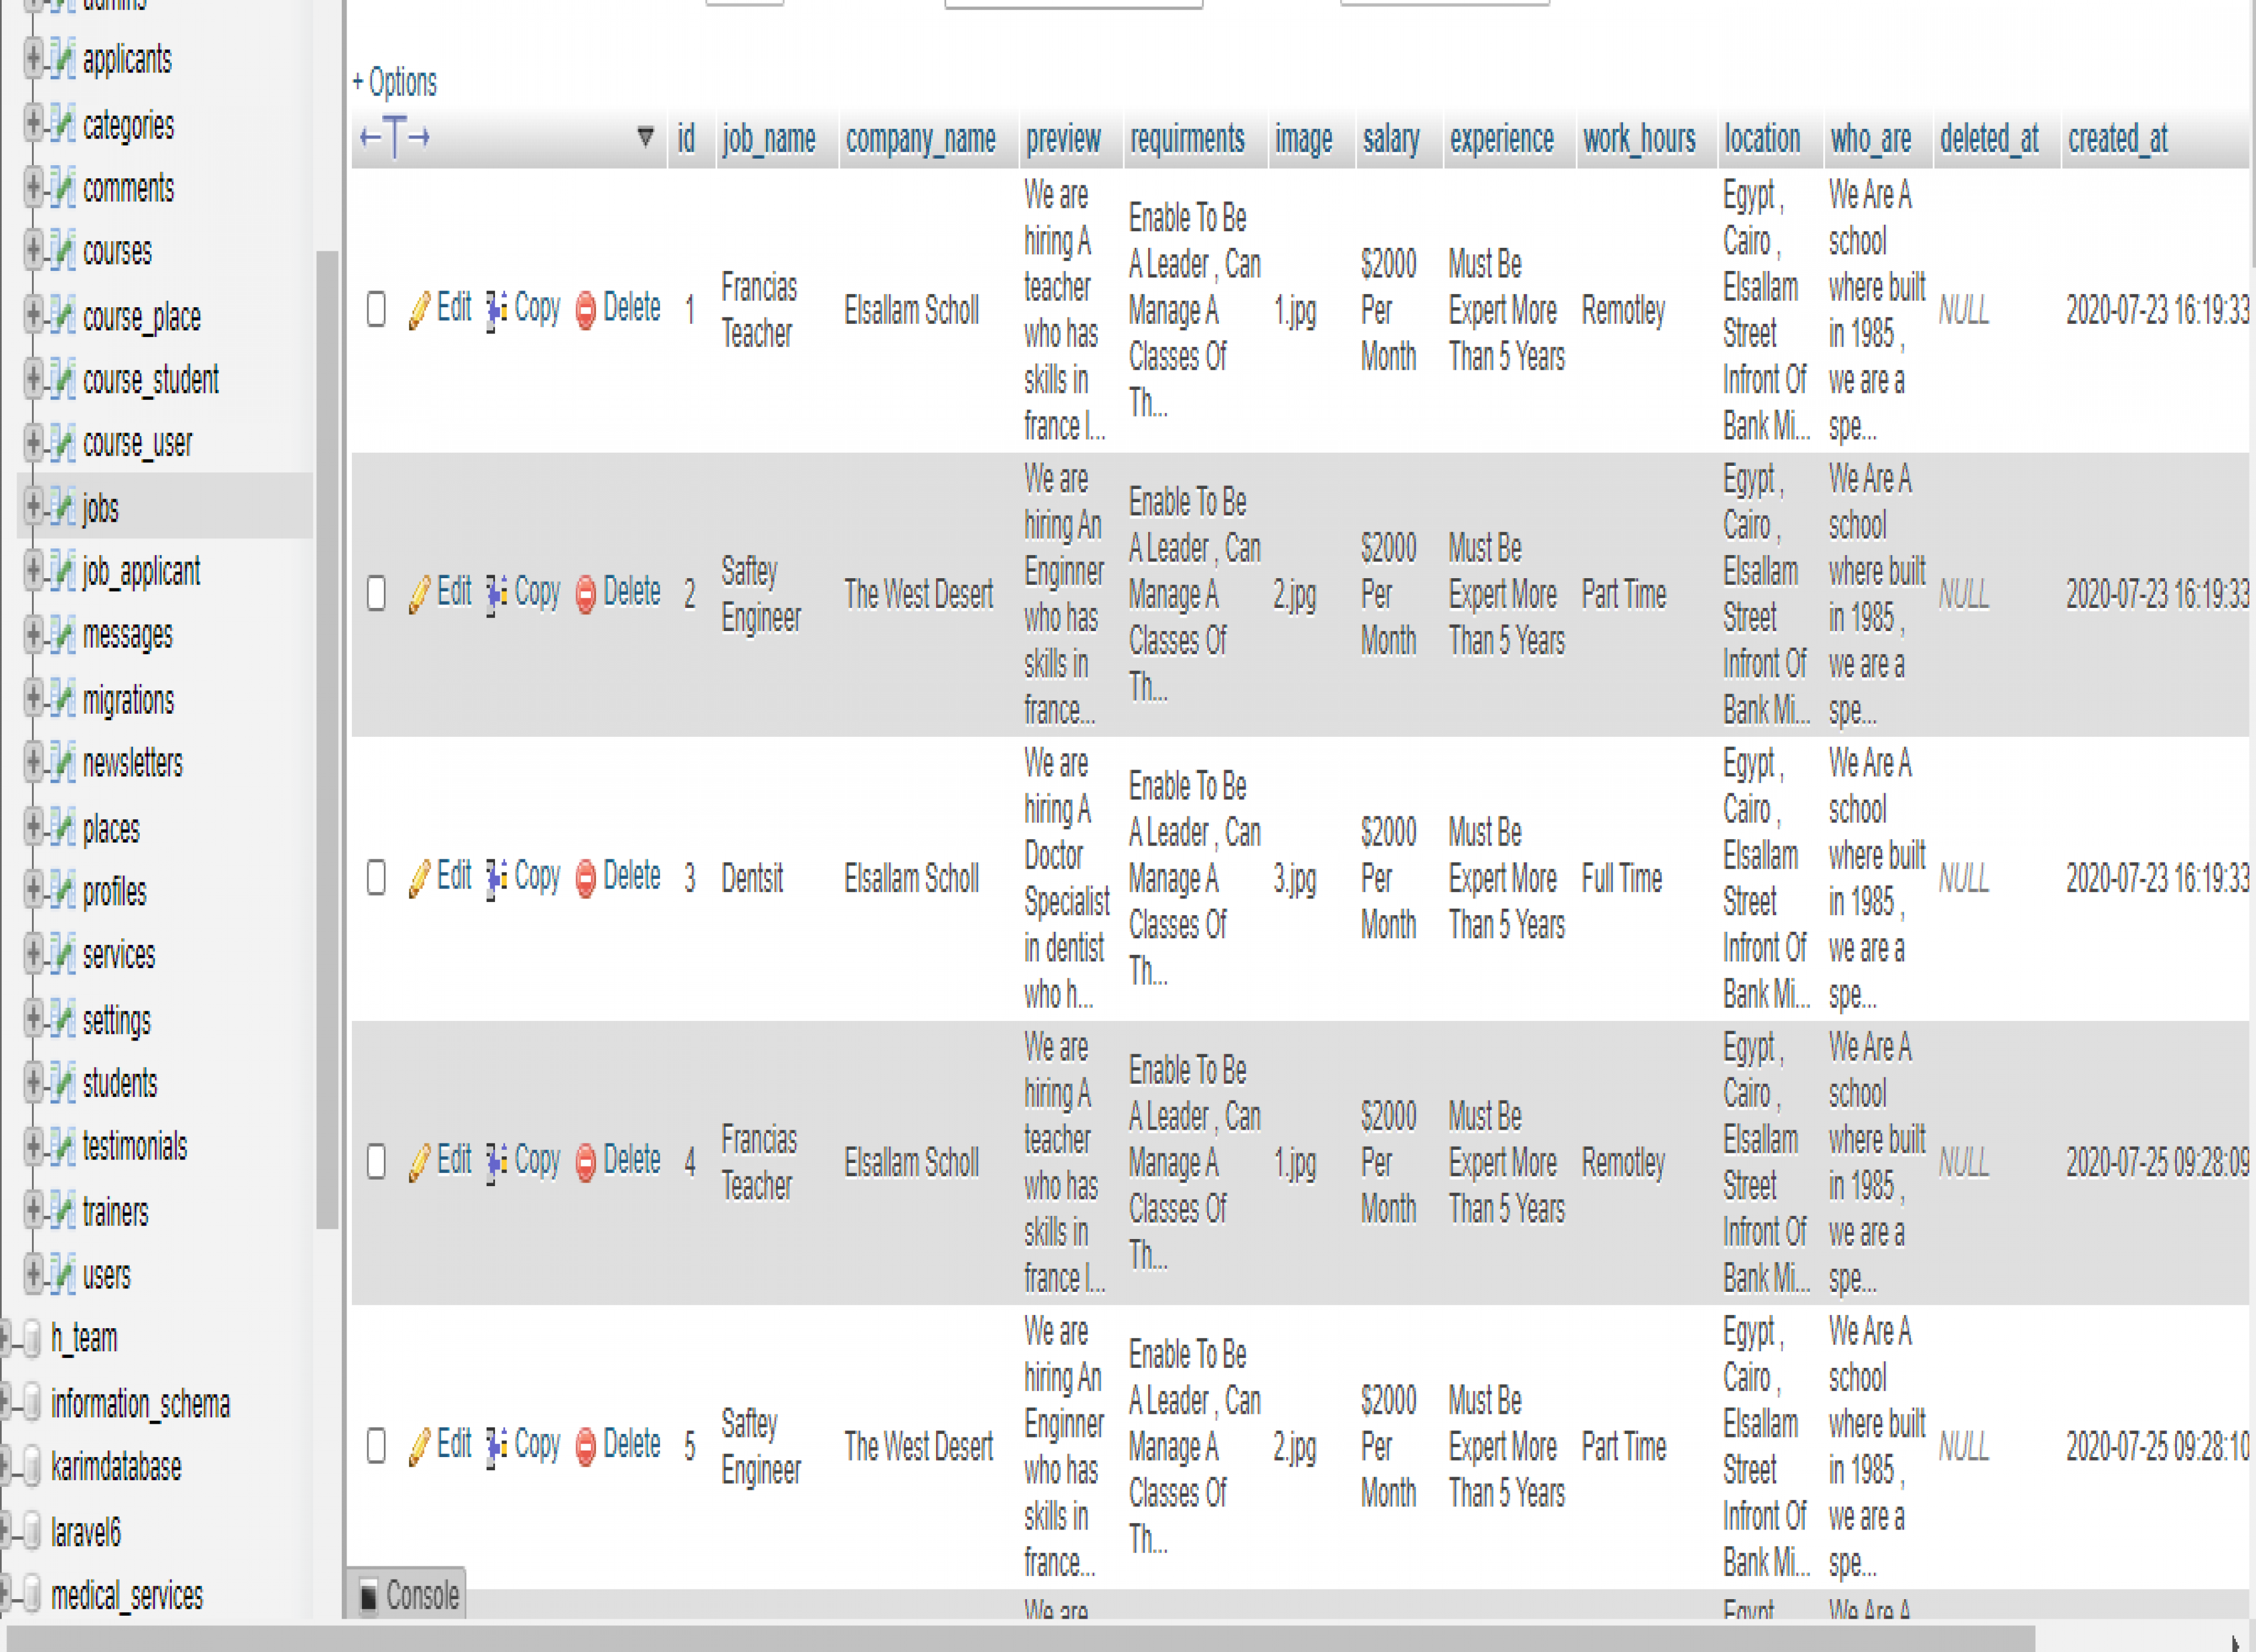 admins
applicants
categories
comments
courses
course_place
course_student
course_user
jobs
job_applicant
messages
migrations
newsletters
places
profiles
services
settings
students
testimonials
trainers
users
h_team
information_schema
karimdatabase
laravel6
medical_services
+ Options
←T→ ▼ id job_name company_name preview requirments image salary experience work_hours location who_are deleted_at created_at
Edit Copy Delete 1
Francias
Teacher
Elsallam Scholl
We are
hiring A
teacher
who has
skills in
france l...
Enable To Be
A Leader , Can
Manage A
Classes Of
Th...
1.jpg
$2000
Per
Month
Must Be
Expert More
Than 5 Years
Remotley
Egypt ,
Cairo ,
Elsallam
Street
Infront Of
Bank Mi...
We Are A
school
where built
in 1985 ,
we are a
spe...
NULL
2020-07-23 16:19:33
Edit Copy Delete 2
Saftey
Engineer
The West Desert
We are
hiring An
Enginner
who has
skills in
france...
Enable To Be
A Leader , Can
Manage A
Classes Of
Th...
2.jpg
$2000
Per
Month
Must Be
Expert More
Than 5 Years
Part Time
Egypt ,
Cairo ,
Elsallam
Street
Infront Of
Bank Mi...
We Are A
school
where built
in 1985 ,
we are a
spe...
NULL
2020-07-23 16:19:33
Edit Copy Delete 3
Dentsit
Elsallam Scholl
We are
hiring A
Doctor
Specialist
in dentist
who h...
Enable To Be
A Leader , Can
Manage A
Classes Of
Th...
3.jpg
$2000
Per
Month
Must Be
Expert More
Than 5 Years
Full Time
Egypt ,
Cairo ,
Elsallam
Street
Infront Of
Bank Mi...
We Are A
school
where built
in 1985 ,
we are a
spe...
NULL
2020-07-23 16:19:33
Edit Copy Delete 4
Francias
Teacher
Elsallam Scholl
We are
hiring A
teacher
who has
skills in
france l...
Enable To Be
A Leader , Can
Manage A
Classes Of
Th...
1.jpg
$2000
Per
Month
Must Be
Expert More
Than 5 Years
Remotley
Egypt ,
Cairo ,
Elsallam
Street
Infront Of
Bank Mi...
We Are A
school
where built
in 1985 ,
we are a
spe...
NULL
2020-07-25 09:28:09
Edit Copy Delete 5
Saftey
Engineer
The West Desert
We are
hiring An
Enginner
who has
skills in
france...
Enable To Be
A Leader , Can
Manage A
Classes Of
Th...
2.jpg
$2000
Per
Month
Must Be
Expert More
Than 5 Years
Part Time
Egypt ,
Cairo ,
Elsallam
Street
Infront Of
Bank Mi...
We Are A
school
where built
in 1985 ,
we are a
spe...
NULL
2020-07-25 09:28:10
We are
Egypt
We Are A
Console